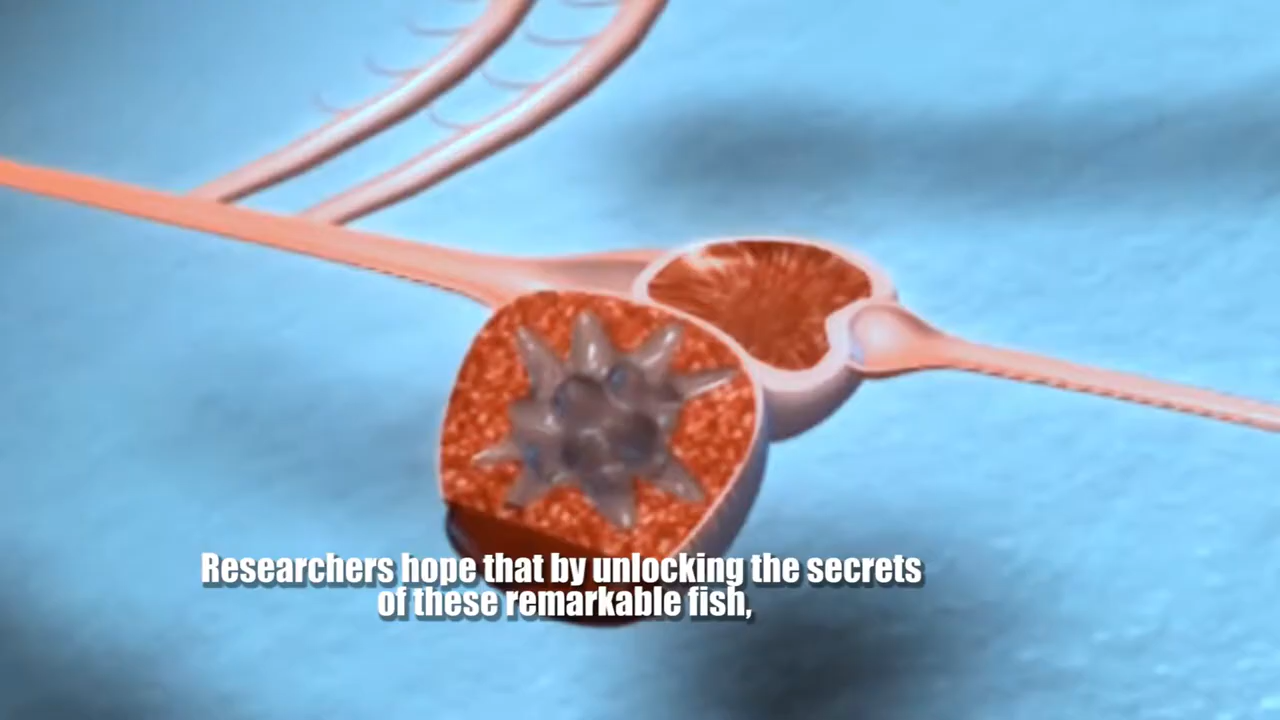 Researchers hope that by unlocking the secrets
of these remarkable fish,